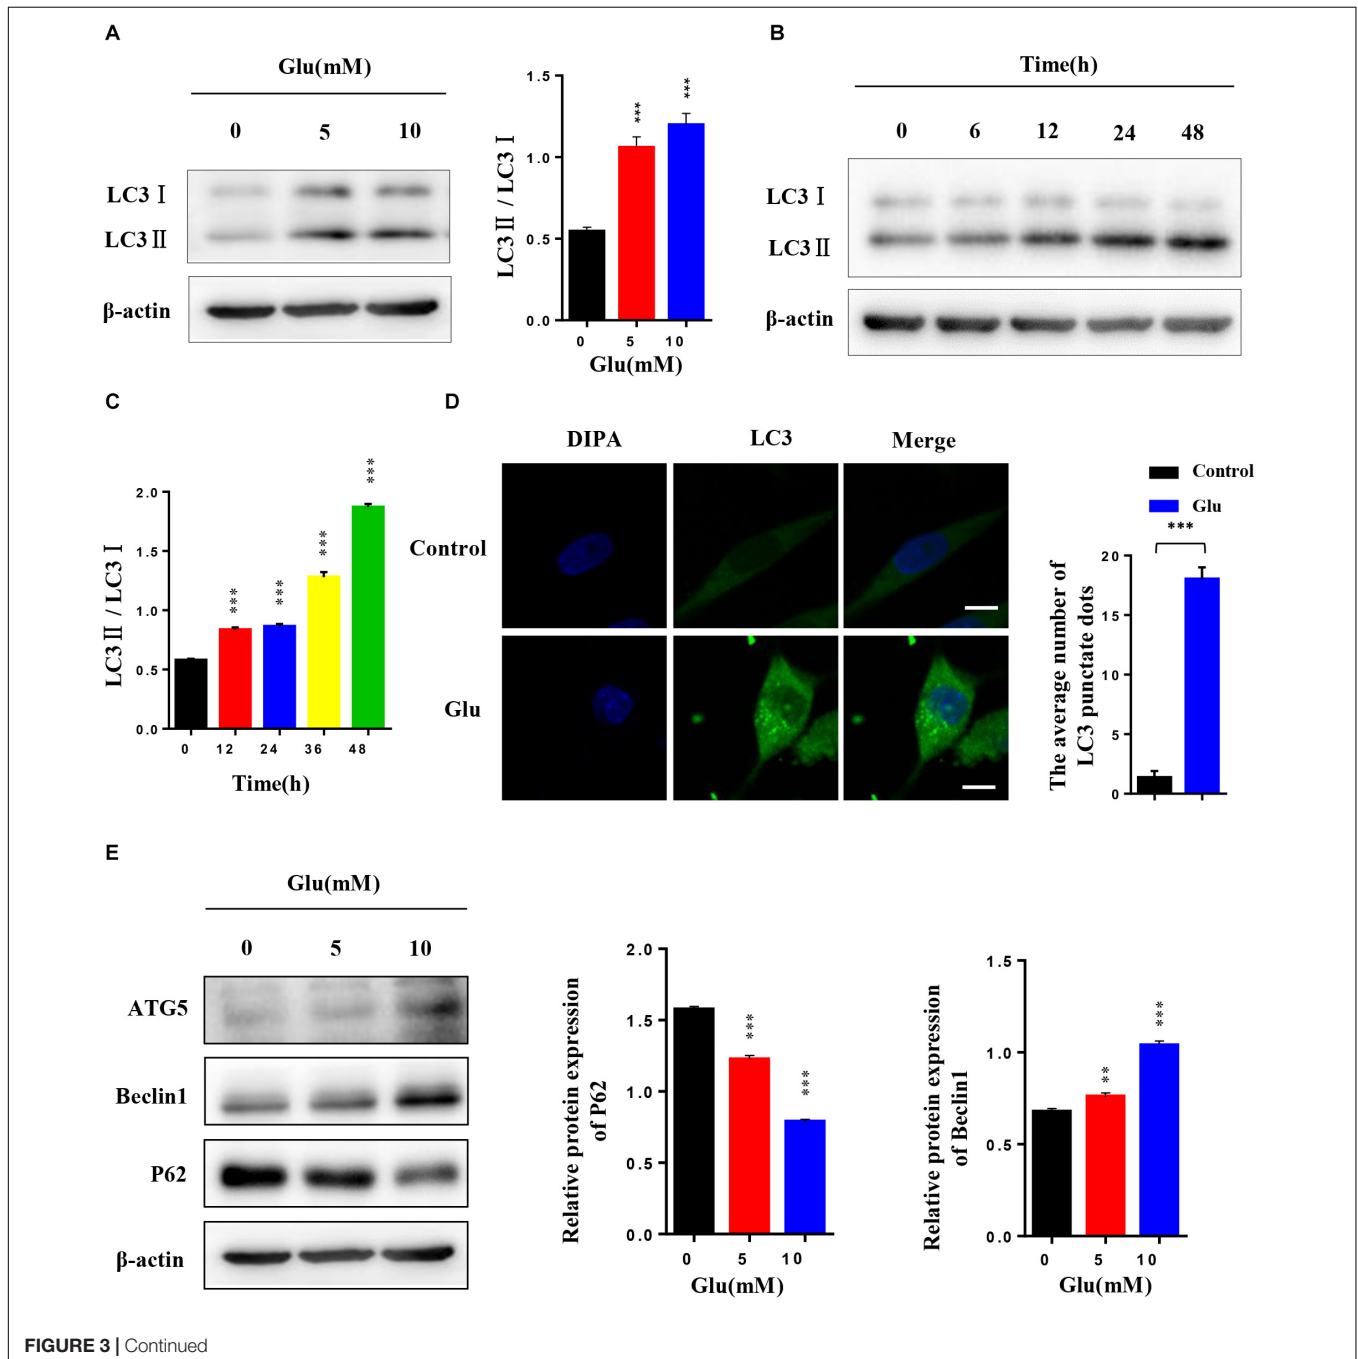 A
Glu(mM)
0 5 10
LC3 Ⅰ
LC3 Ⅱ
β-actin
LC3 Ⅱ / LC3 Ⅰ
1.5
1.0
0.5
0.0
***
***
0 5 10
Glu(mM)
B
Time(h)
0 6 12 24 48
LC3 Ⅰ
LC3 Ⅱ
β-actin
C
LC3 Ⅱ / LC3 Ⅰ
2.0
1.5
1.0
0.5
0.0
***
***
***
***
0 12 24 36 48
Time(h)
D
DIPA LC3 Merge
Control
Glu
Control
Glu
***
The average number of
LC3 punctate dots
20
15
10
5
0
E
Glu(mM)
0 5 10
ATG5
Beclin1
P62
β-actin
Relative protein expression
of P62
2.0
1.5
1.0
0.5
0.0
***
***
0 5 10
Glu(mM)
Relative protein expression
of Beclin1
1.5
1.0
0.5
0.0
**
***
0 5 10
Glu(mM)
FIGURE 3 | Continued